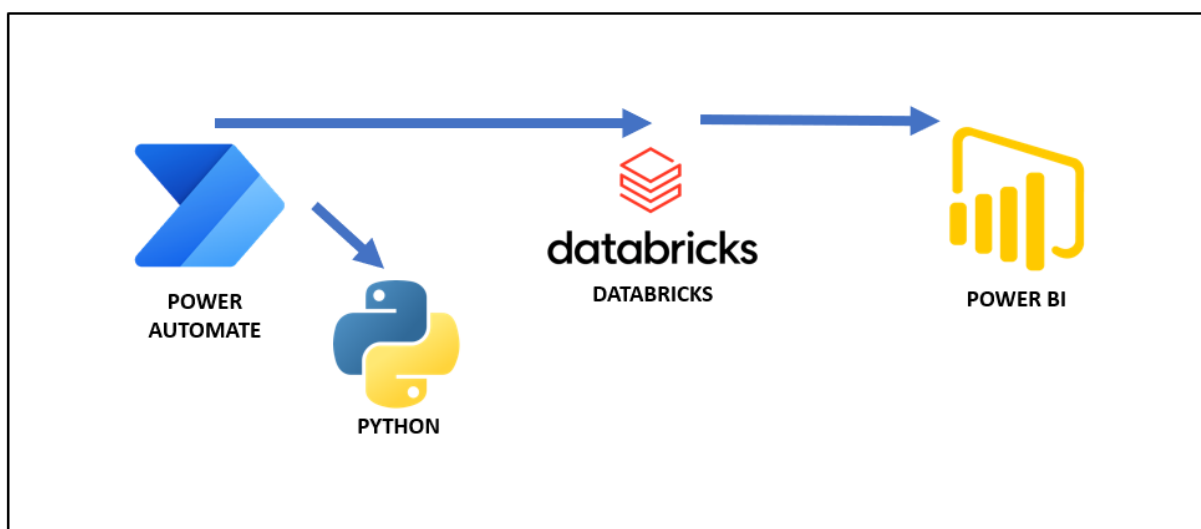 databricks
DATABRICKS
POWER BI
POWER
AUTOMATE
PYTHON